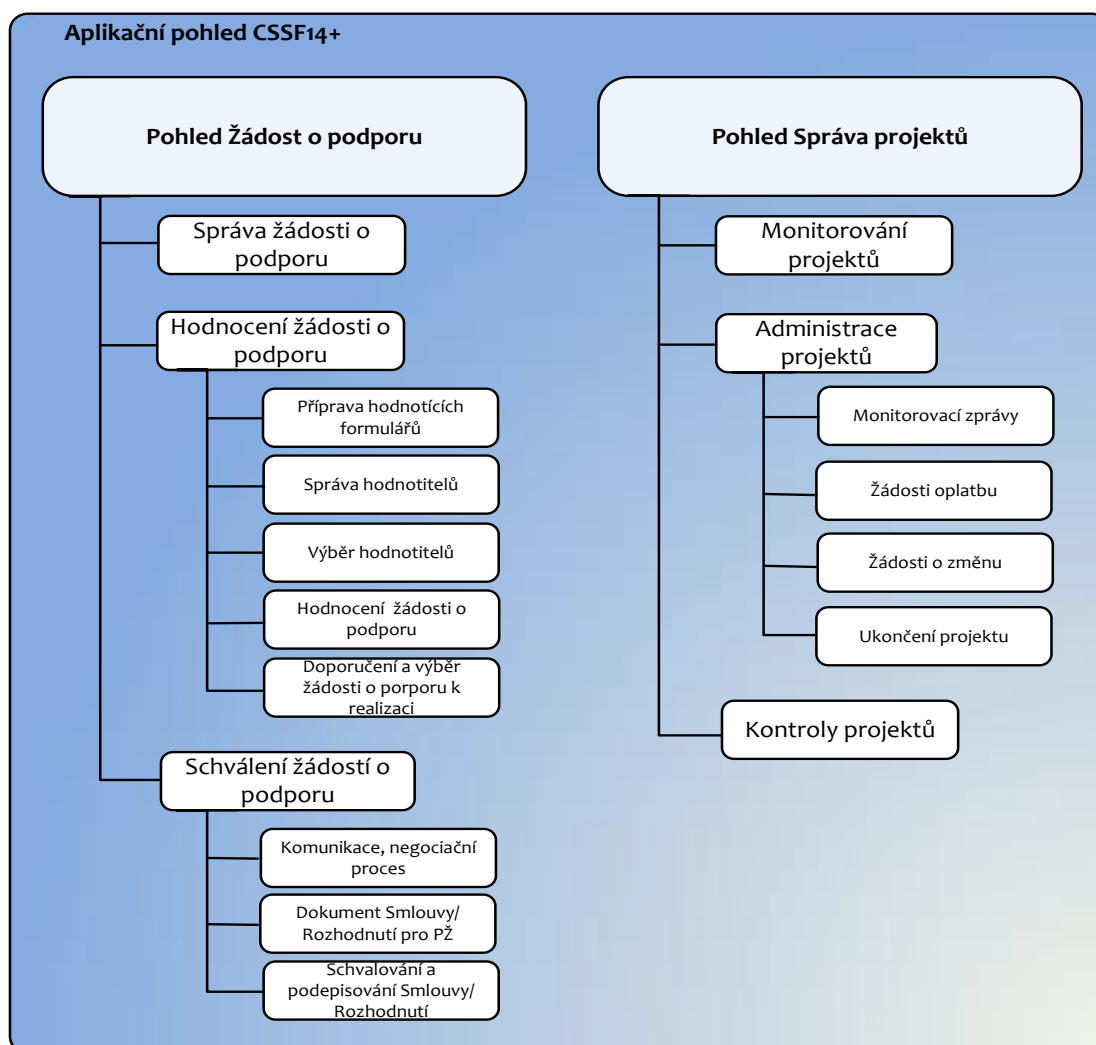 Aplikační pohled CSSF14+
Pohled Žádost o podporu
Správa žádosti o
podporu
Hodnocení žádosti o
podporu
Příprava hodnotících
formulářů
Správa hodnotitelů
Výběr hodnotitelů
Hodnocení žádosti o
podporu
Doporučení a výběr
žádosti o porporu k
realizaci
Schválení žádostí o
podporu
Komunikace, negociační
proces
Dokument Smlouvy/
Rozhodnutí pro PŽ
Schvalování a
podepisování Smlouvy/
Rozhodnutí
Pohled Správa projektů
Monitorování
projektů
Administrace
projektů
Monitorovací zprávy
Žádosti oplatbu
Žádosti o změnu
Ukončení projektu
Kontroly projektů